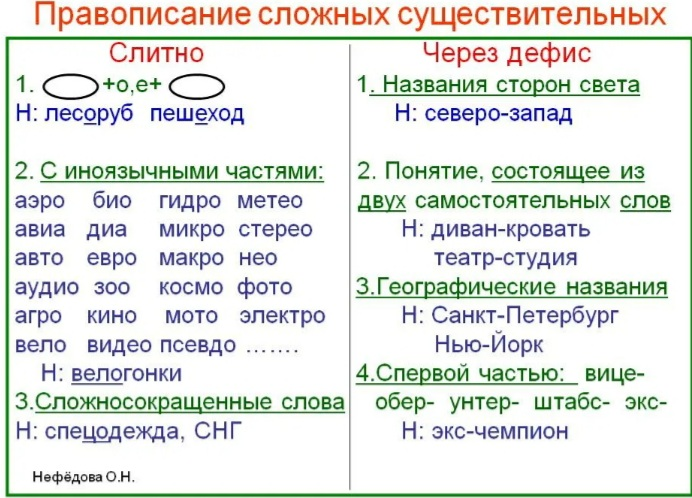 Правописание сложных существительных
Слитно
1. +о,е+
Н: лесоруб пешеход
2. С иноязычными частями:
аэро био гидро метео
авиа диа микро стерео
авто евро макро нео
аудио зоо космо фото
агро кино мото электро
вело видео псевдо …….
Н: велогонки
3.Сложносокращенные слова
Н: спецодежда, СНГ
Нефёдова О.Н.
Через дефис
1. Названия сторон света
Н: северо-запад
2. Понятие, состоящее из
двух самостоятельных слов
Н: диван-кровать
театр-студия
3.Географические названия
Н: Санкт-Петербург
Нью-Йорк
4.Спервой частью: вице-
обер- унтер- штабс- экс-
Н: экс-чемпион